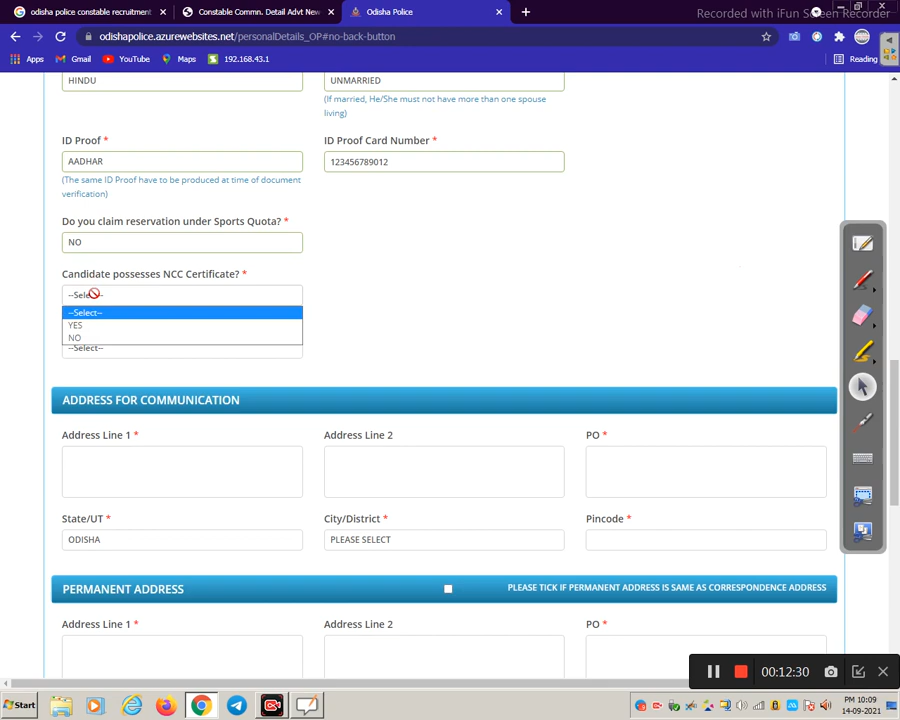 odisha police constable recruitment
Constable Commn. Detail Advt New
Odisha Police
Recorded with iFun Screen Recorder
odishapolice.azurewebsites.net/personalDetails_OP#no-back-button
Apps
Gmail
YouTube
Maps
192.168.43.1
Reading
HINDU
UNMARRIED
(If married, He/She must not have more than one spouse
living)
ID Proof *
ID Proof Card Number *
AADHAR
123456789012
(The same ID Proof have to be produced at time of document
verification)
Do you claim reservation under Sports Quota? *
NO
Candidate possesses NCC Certificate? *
--Select--
--Select--
YES
NO
--Select--
ADDRESS FOR COMMUNICATION
Address Line 1 *
Address Line 2
PO *
State/UT *
City/District *
Pincode *
ODISHA
PLEASE SELECT
PERMANENT ADDRESS
PLEASE TICK IF PERMANENT ADDRESS IS SAME AS CORRESPONDENCE ADDRESS
Address Line 1 *
Address Line 2
PO *
00:12:30
Start
PM 10:09
14-09-2021